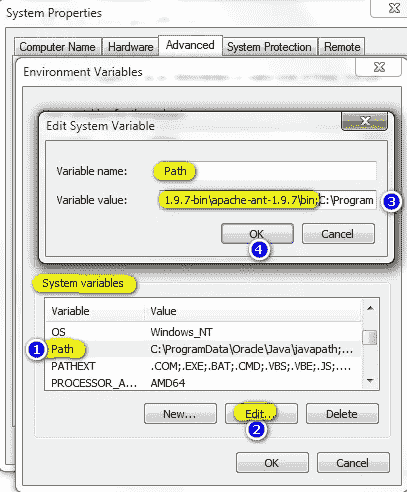 System Properties
Computer Name Hardware Advanced System Protection Remote
Environment Variables
Edit System Variable
Variable name: Path
Variable value: 1.9.7-bin\apache-ant-1.9.7\bin;C:\Program 3
OK Cancel
4
System variables
Variable Value
OS Windows_NT
1 Path C:\ProgramData\Oracle\Java\javapath;...
PATHEXT .COM;.EXE;.BAT;.CMD;.VBS;.VBE;.JS;....
PROCESSOR_A... AMD64
New... Edit... Delete
2
OK Cancel